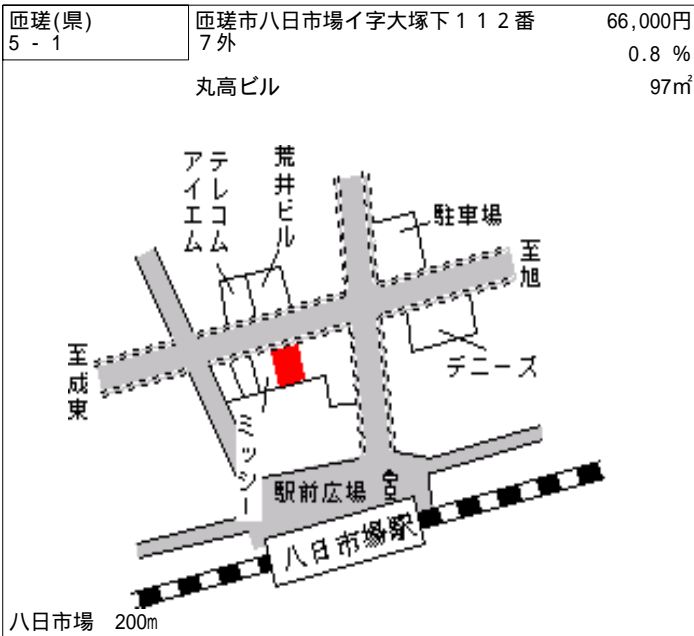 匝瑳(県)
5 - 1
匝瑳市八日市場イ字大塚下１１２番
７外
66,000円
0.8 %
丸高ビル
97㎡
テレコム
アイエム
荒井ビル
駐車場
至旭
至成東
デニーズ
ミッシー
駅前広場
八日市場駅
八日市場 200m